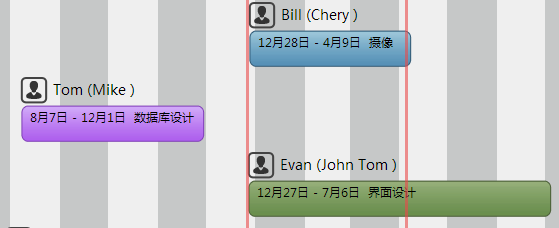 Bill (Chery )
12月28日 - 4月9日  摄像
Tom (Mike )
8月7日 - 12月1日  数据库设计
Evan (John Tom )
12月27日 - 7月6日  界面设计